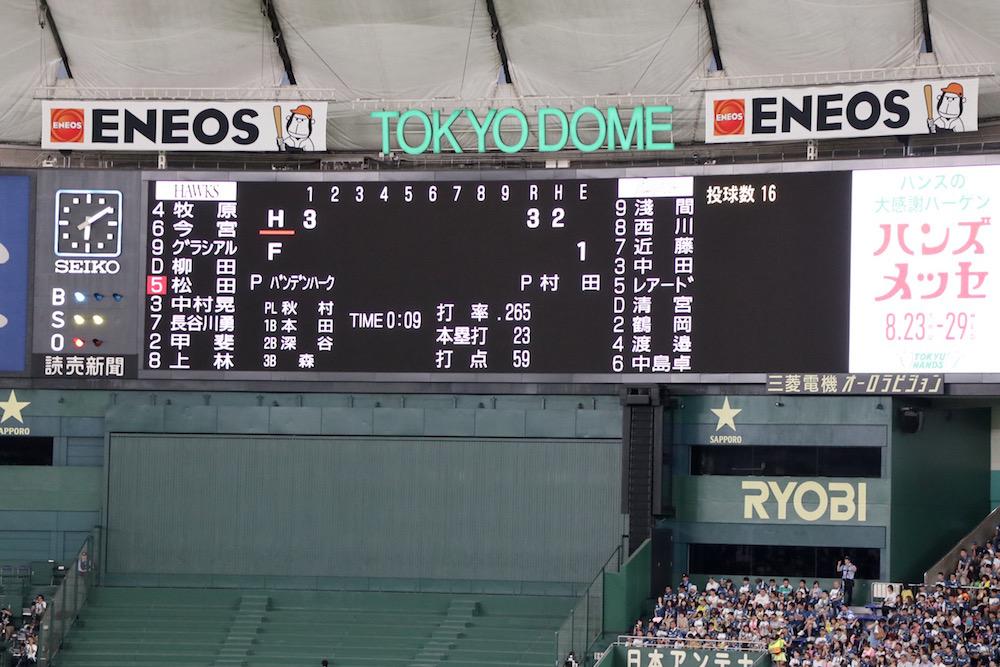 ENEOS ENEOS
TOKYO DOME
ENEOS ENEOS
HAWKS
1 2 3 4 5 6 7 8 9 R H E
H 3 3 2
F 1
4 牧原
6 今宮
9 グラシアル
D 柳田
5 松田
3 中村晃
7 長谷川勇
2 甲斐
8 上林
P バンデンハーク
P 村田
PL 秋村
1B 本田
2B 深谷
3B 森
TIME 0:09
打率 .265
本塁打 23
打点 59
9 淺間
8 西川
7 近藤
3 中田
5 レアード
D 清宮
2 鶴岡
4 渡邉
6 中島卓
投球数 16
SEIKO
B
S
O
読売新聞
ハンズの
大感謝ハーケン
ハンズ
メッセ
8.23-29
TOKYU
HANDS
三菱電機 オーロラビジョン
SAPPORO
SAPPORO
RYOBI
日本アンテナ